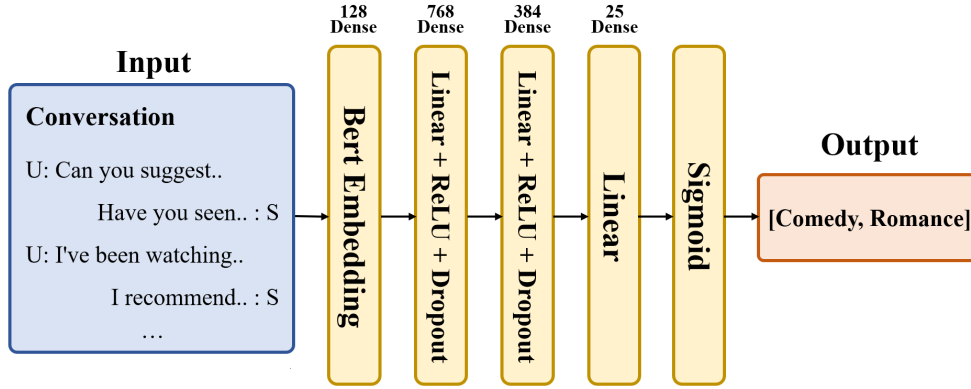 Input
Conversation
U: Can you suggest..
Have you seen.. : S
U: I've been watching..
I recommend.. : S
...
128
Dense
Bert Embedding
768
Dense
Linear + ReLU + Dropout
384
Dense
Linear + ReLU + Dropout
25
Dense
Linear
Sigmoid
Output
[Comedy, Romance]